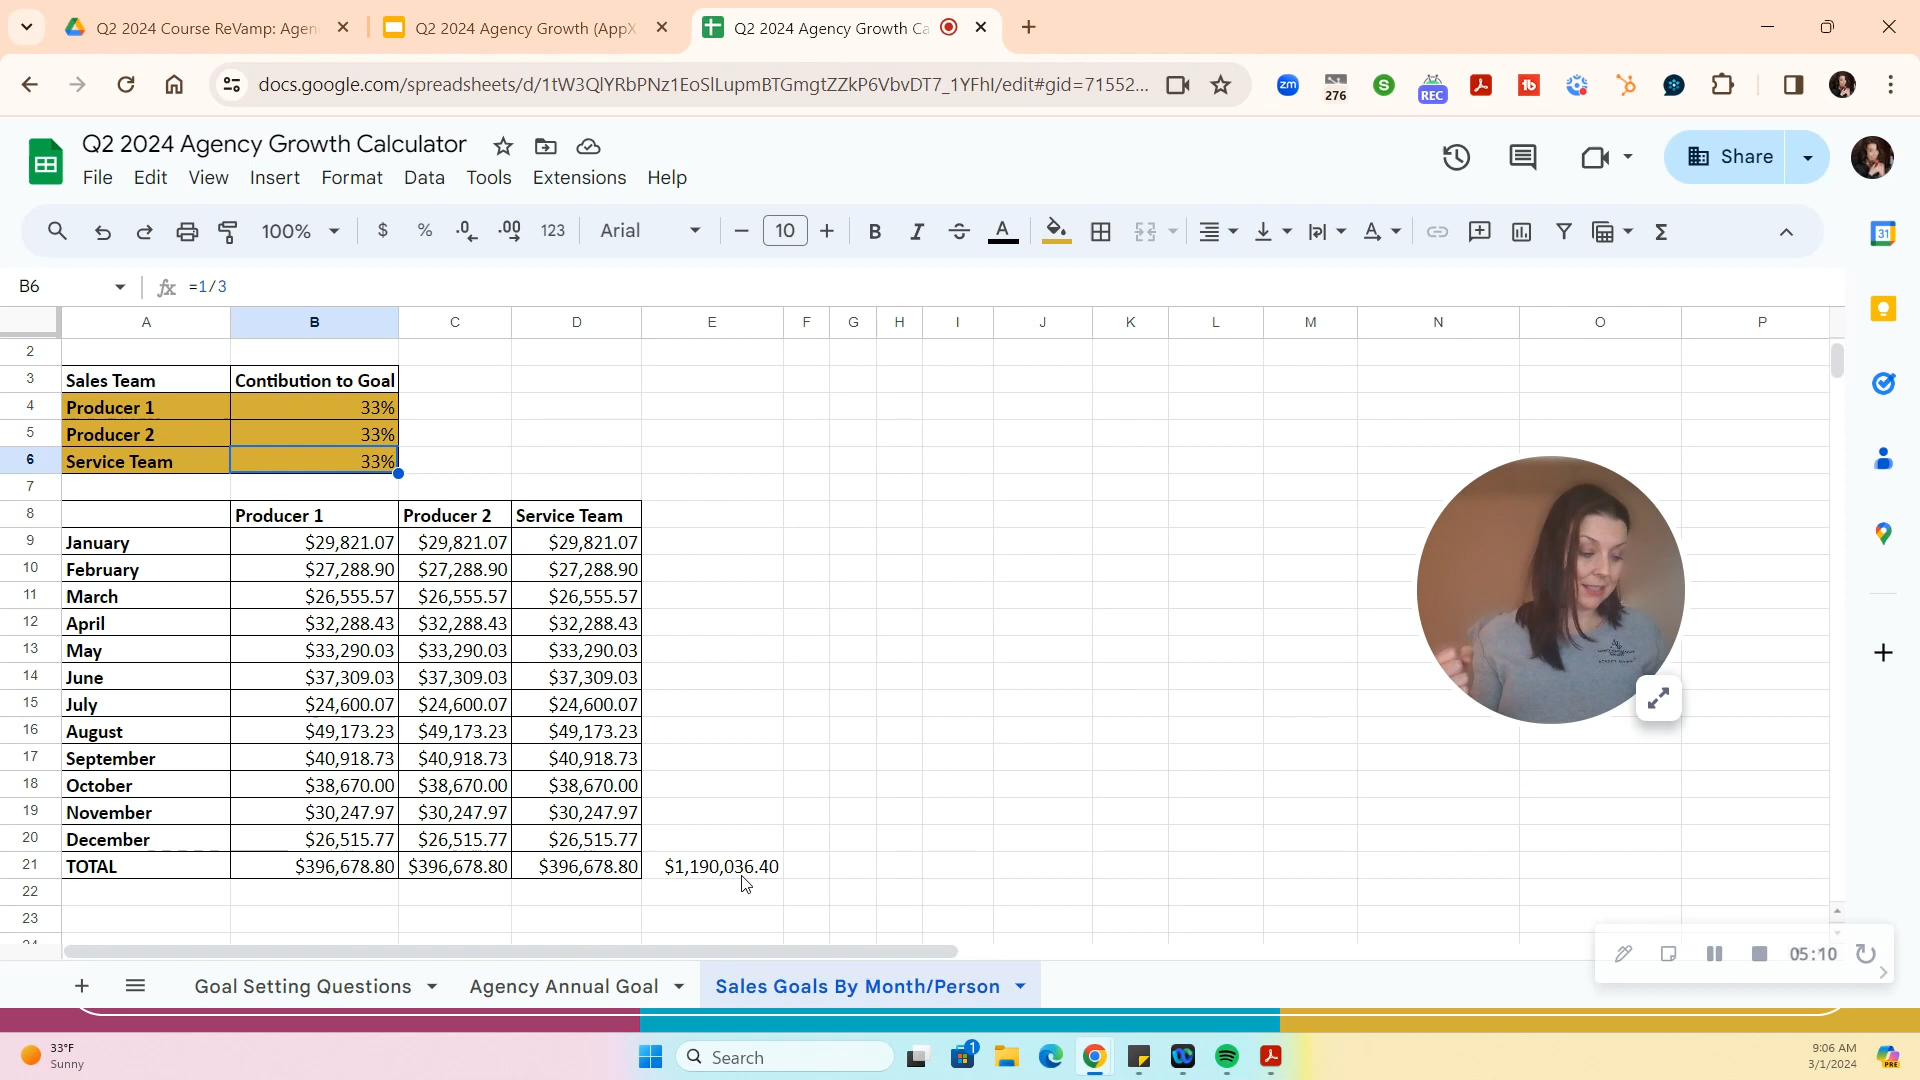 Q2 2024 Course ReVamp: Agen
Q2 2024 Agency Growth (AppX
Q2 2024 Agency Growth Ca
docs.google.com/spreadsheets/d/1tW3QlYRbPNz1EoSlLupmBTGmgtZZkP6VbvDT7_1YFhI/edit#gid=71552...
zm
276
S
REC
tb
Q2 2024 Agency Growth Calculator
File Edit View Insert Format Data Tools Extensions Help
Share
100% $ % .0 .00 123 Arial 10 B I A
31
B6 fx =1/3
A B C D E F G H I J K L M N O P
2
3 Sales Team Contibution to Goal
4 Producer 1 33%
5 Producer 2 33%
6 Service Team 33%
7
8 Producer 1 Producer 2 Service Team
9 January $29,821.07 $29,821.07 $29,821.07
10 February $27,288.90 $27,288.90 $27,288.90
11 March $26,555.57 $26,555.57 $26,555.57
12 April $32,288.43 $32,288.43 $32,288.43
13 May $33,290.03 $33,290.03 $33,290.03
14 June $37,309.03 $37,309.03 $37,309.03
15 July $24,600.07 $24,600.07 $24,600.07
16 August $49,173.23 $49,173.23 $49,173.23
17 September $40,918.73 $40,918.73 $40,918.73
18 October $38,670.00 $38,670.00 $38,670.00
19 November $30,247.97 $30,247.97 $30,247.97
20 December $26,515.77 $26,515.77 $26,515.77
21 TOTAL $396,678.80 $396,678.80 $396,678.80 $1,190,036.40
22
23
24
05:10
Goal Setting Questions Agency Annual Goal Sales Goals By Month/Person
33°F
Sunny
Search
1
9:06 AM
3/1/2024
PRE